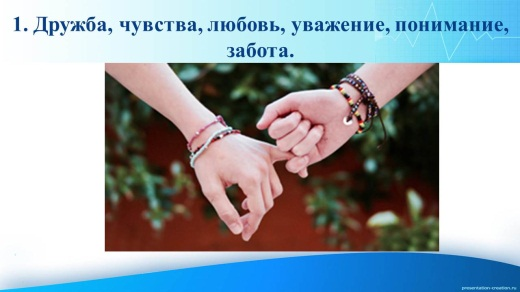 1. Дружба, чувства, любовь, уважение, понимание,
забота.
presentation-creation.ru